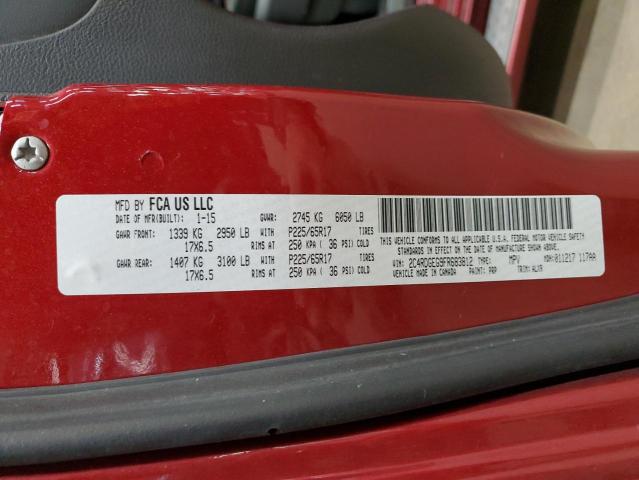 MFD BY FCA US LLC
DATE OF MFR(BUILT): 1-15 GVWR: 2745 KG 6050 LB
GAWR FRONT: 1339 KG 2950 LB WITH P225/65R17 TIRES
17X6.5 RIMS AT 250 KPA ( 36 PSI) COLD
GAWR REAR: 1407 KG 3100 LB WITH P225/65R17 TIRES
17X6.5 RIMS AT 250 KPA ( 36 PSI) COLD
THIS VEHICLE CONFORMS TO ALL APPLICABLE U.S.A. FEDERAL MOTOR VEHICLE SAFETY
STANDARDS IN EFFECT ON THE DATE OF MANUFACTURE SHOWN ABOVE.
VIN: 2C4RDGEG9FR683812 TYPE: MPV MDH: 011217 117AA
VEHICLE MADE IN CANADA PAINT: PRP TRIM: ALXR